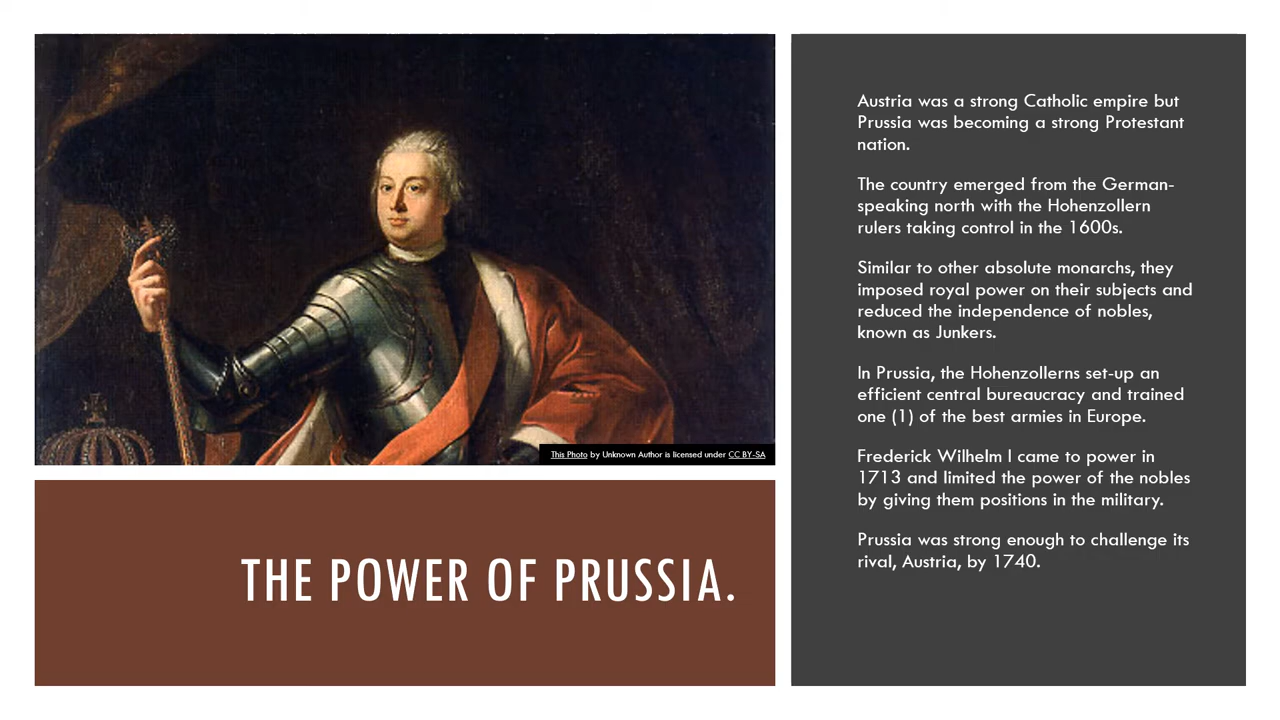 Austria was a strong Catholic empire but
Prussia was becoming a strong Protestant
nation.
The country emerged from the German-
speaking north with the Hohenzollern
rulers taking control in the 1600s.
Similar to other absolute monarchs, they
imposed royal power on their subjects and
reduced the independence of nobles,
known as Junkers.
In Prussia, the Hohenzollerns set-up an
efficient central bureaucracy and trained
one (1) of the best armies in Europe.
Frederick Wilhelm I came to power in
1713 and limited the power of the nobles
by giving them positions in the military.
Prussia was strong enough to challenge its
rival, Austria, by 1740.
This Photo by Unknown Author is licensed under CC BY-SA
THE POWER OF PRUSSIA.